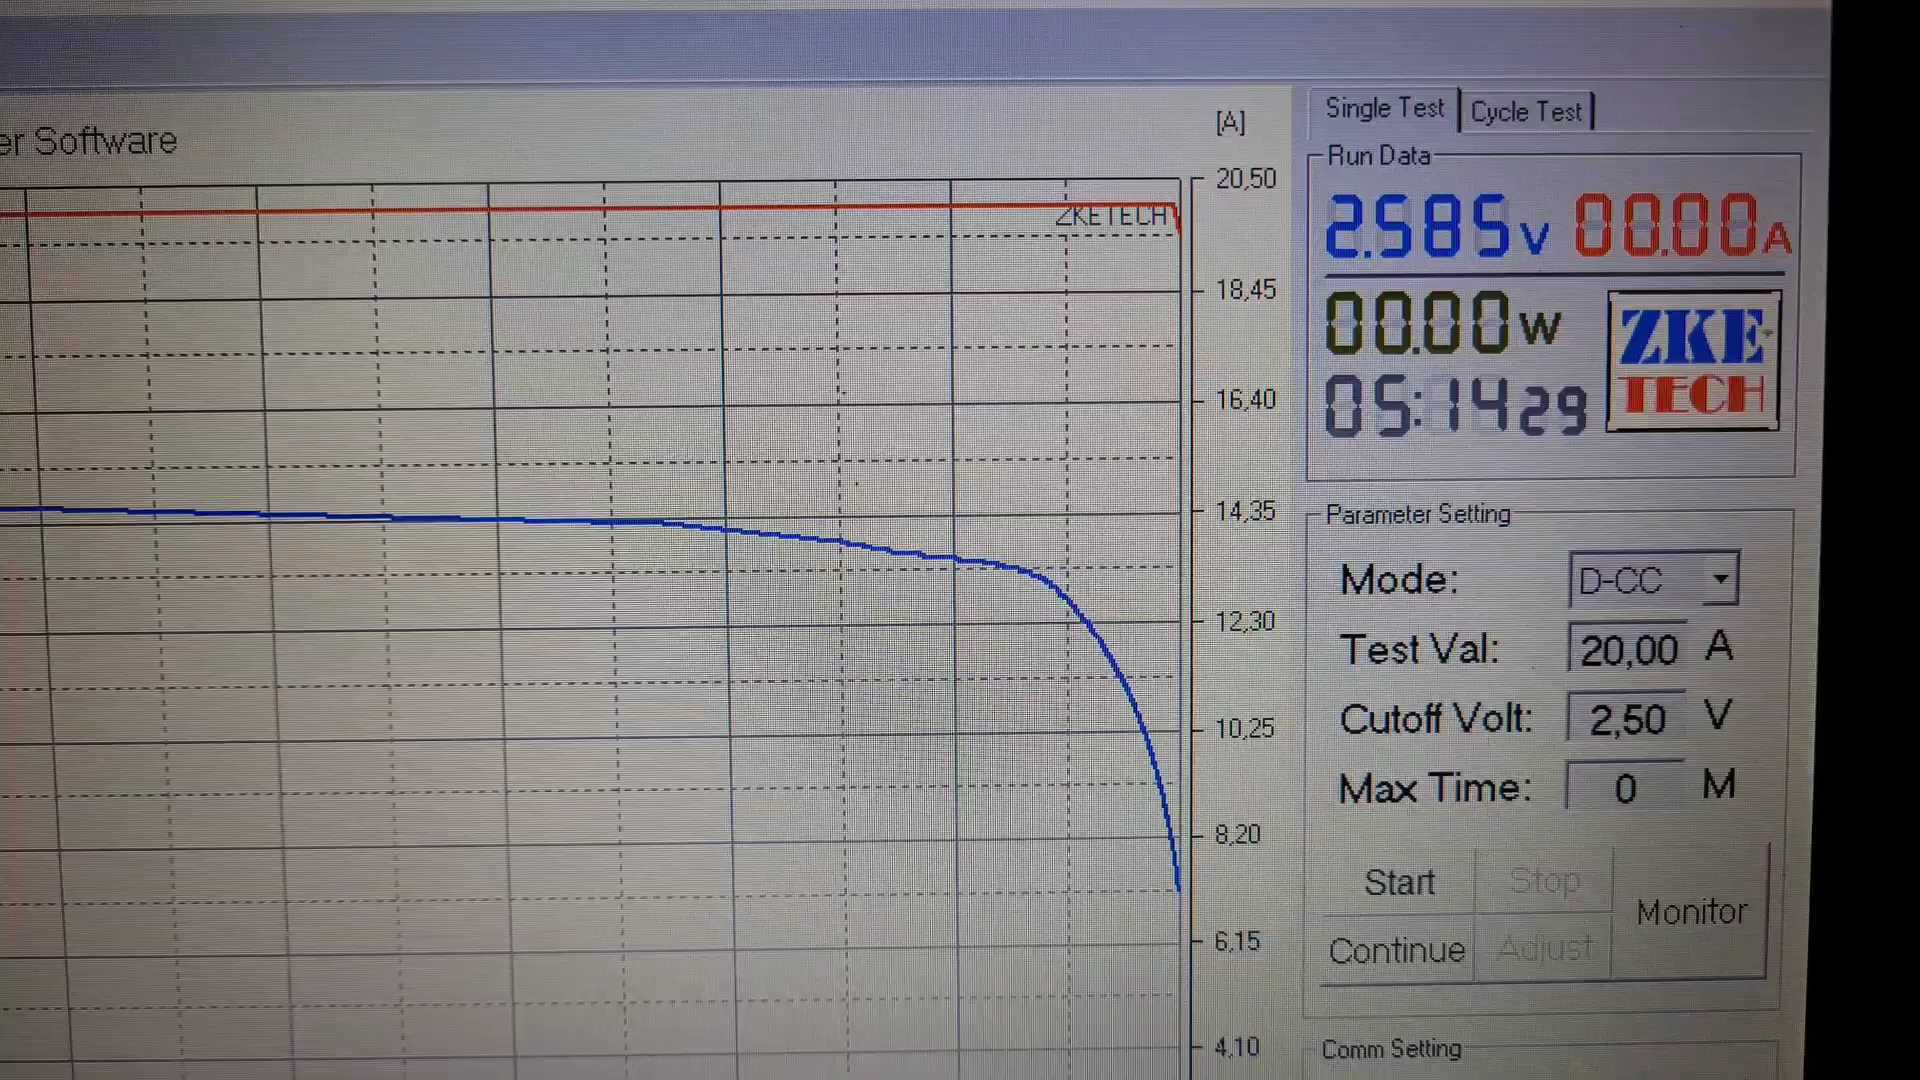 er Software
[A]
20,50
18,45
16,40
14,35
12,30
10,25
8,20
6,15
4,10
ZKETECH
Single Test
Cycle Test
Run Data
2.585V 00.00A
00.00W
05:1429
ZKE
TECH
Parameter Setting
Mode: D-CC
Test Val: 20,00 A
Cutoff Volt: 2,50 V
Max Time: 0 M
Start Stop
Monitor
Continue Adjust
Comm Setting